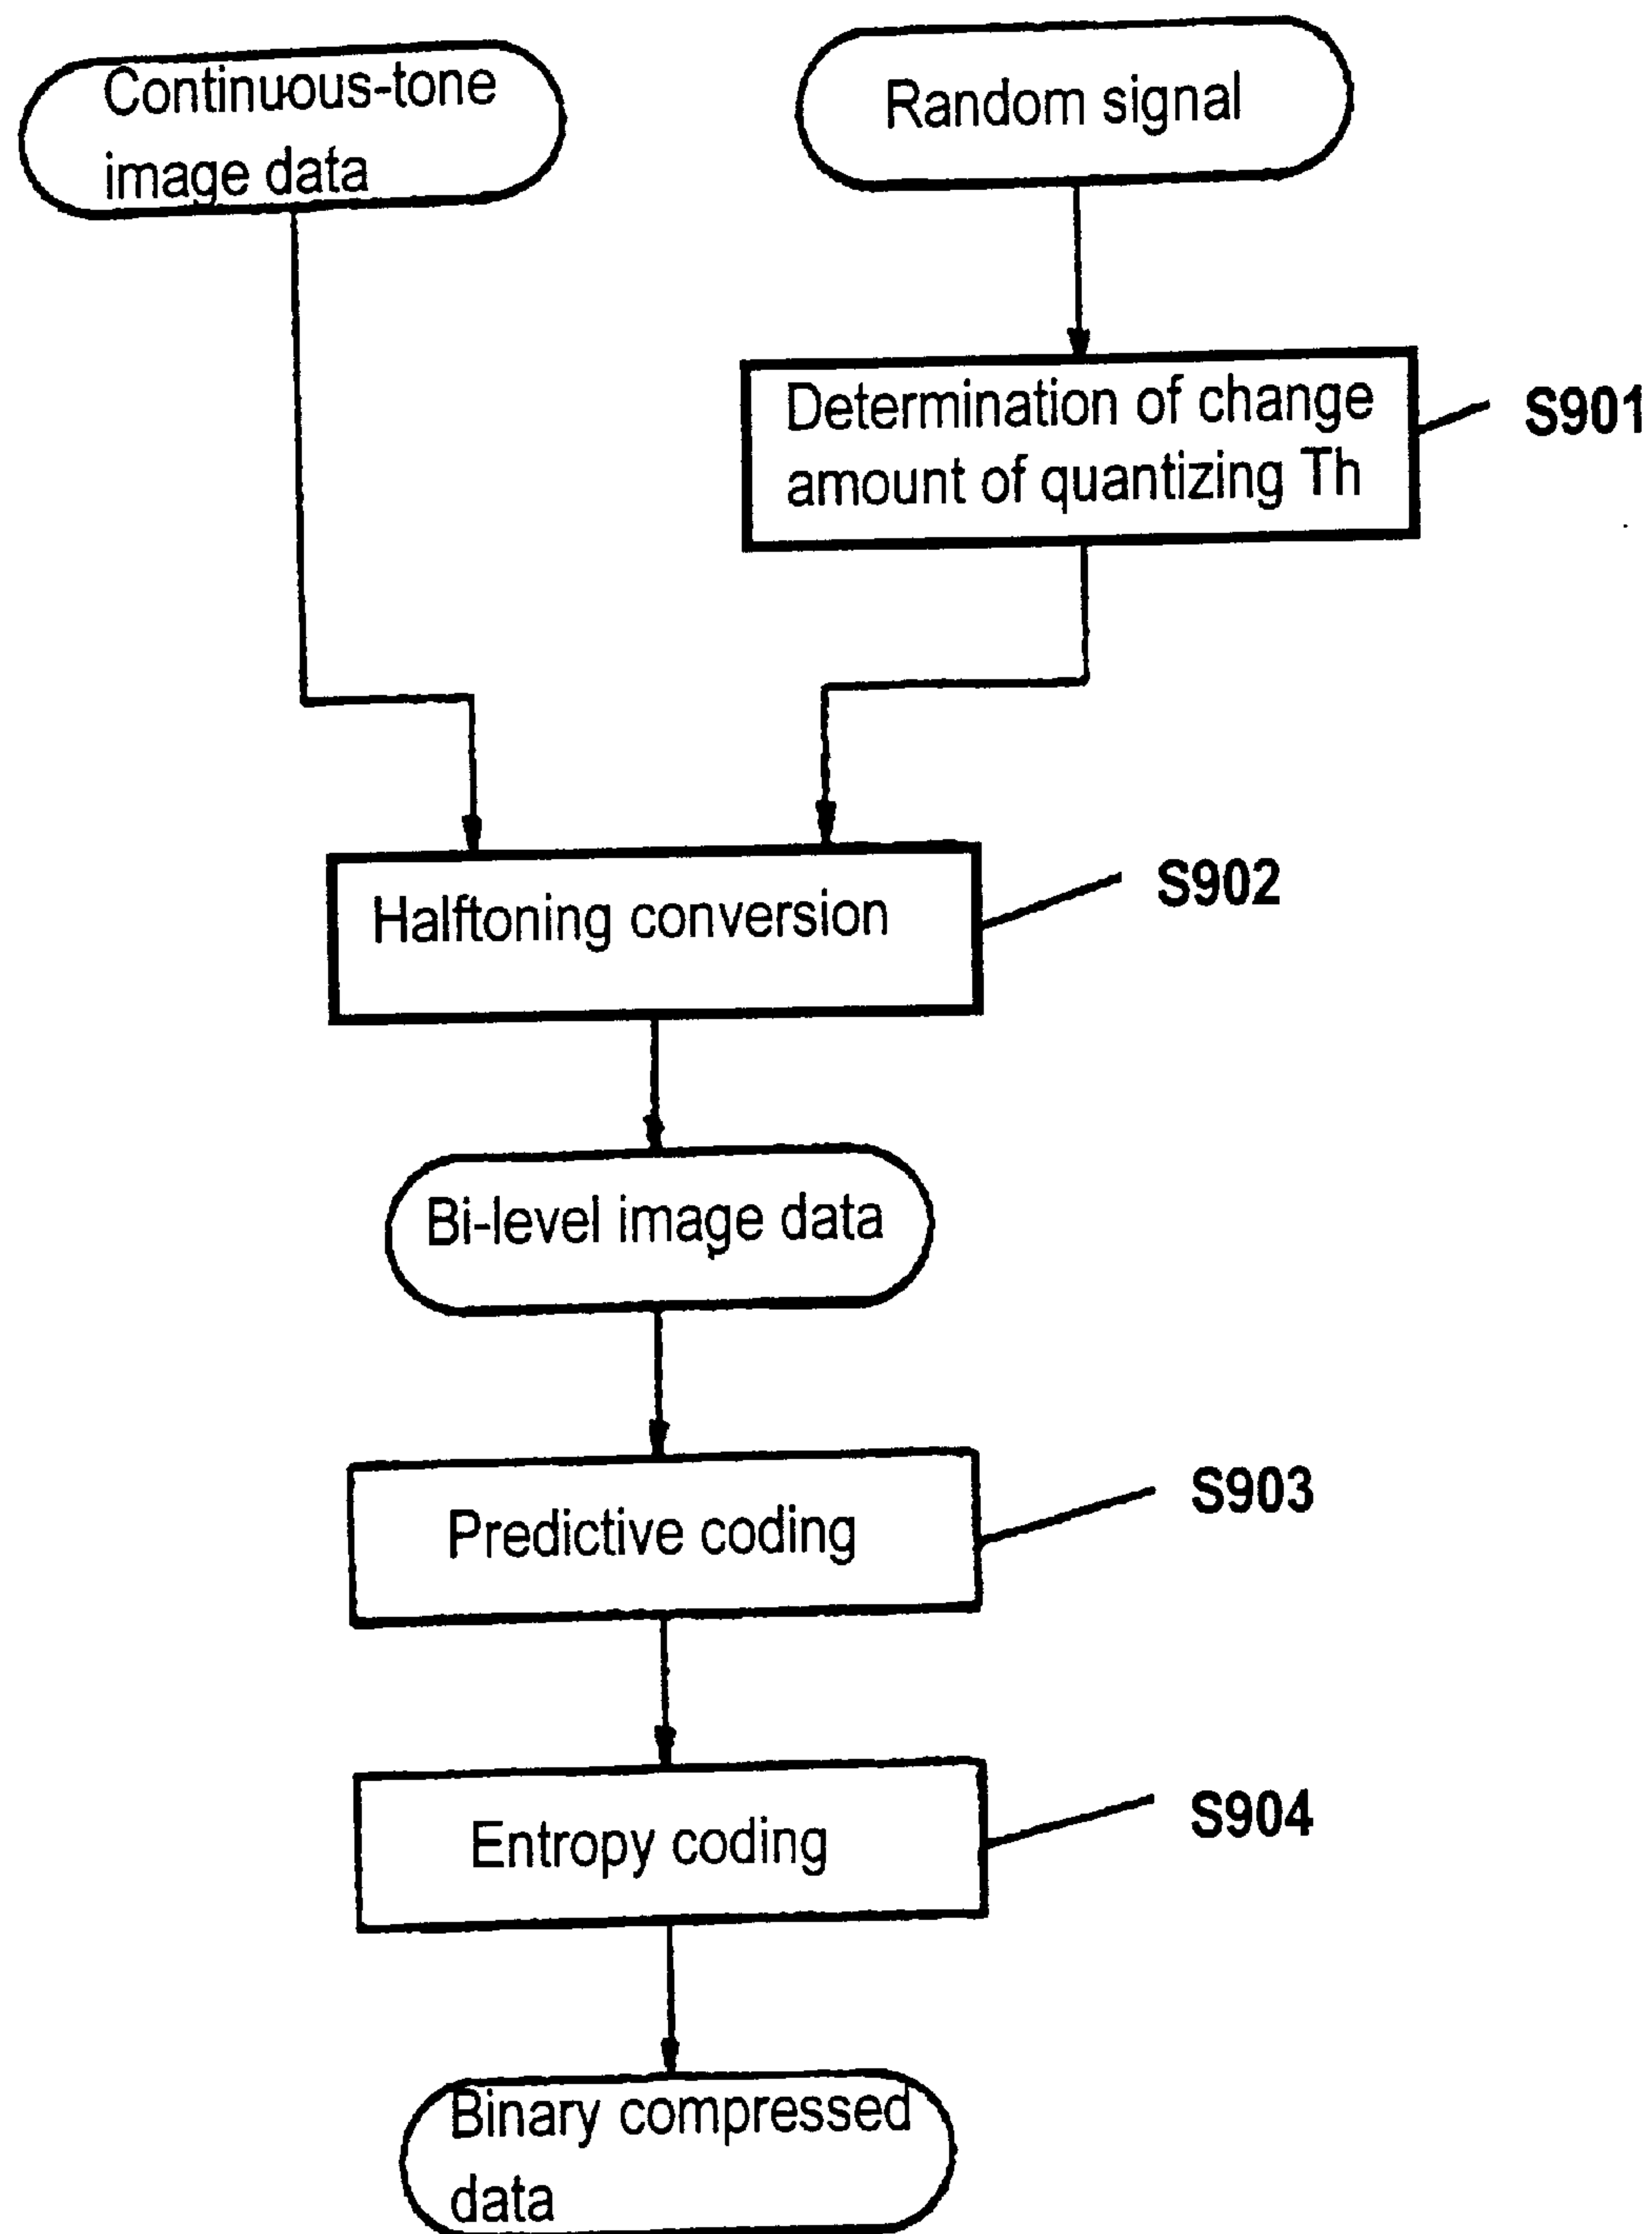 Continuous-tone
image data
Random signal
Determination of change
amount of quantizing Th
S901
Halftoning conversion
S902
Bi-level image data
Predictive coding
S903
Entropy coding
S904
Binary compressed
data